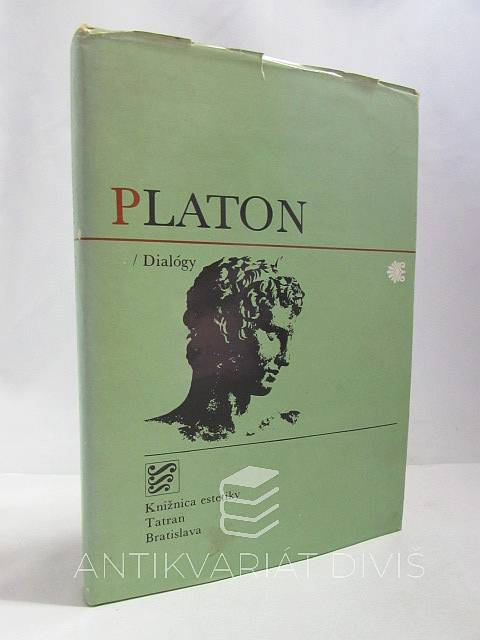 PLATON
/ Dialógy
Knižnica estetiky
Tatran
Bratislava
ANTIKVARIÁT DIVIŠ